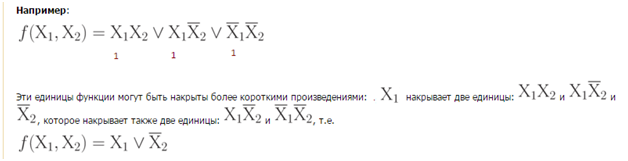 Например:
f(X₁, X₂) = X₁X₂ ∨ X₁X̅₂ ∨ X̅₁X̅₂
1 1 1
Эти единицы функции могут быть накрыты более короткими произведениями: . X₁ накрывает две единицы: X₁X₂ и X₁X̅₂ и
X̅₂, которое накрывает также две единицы: X₁X̅₂ и X̅₁X̅₂, т.е.
f(X₁, X₂) = X₁ ∨ X̅₂